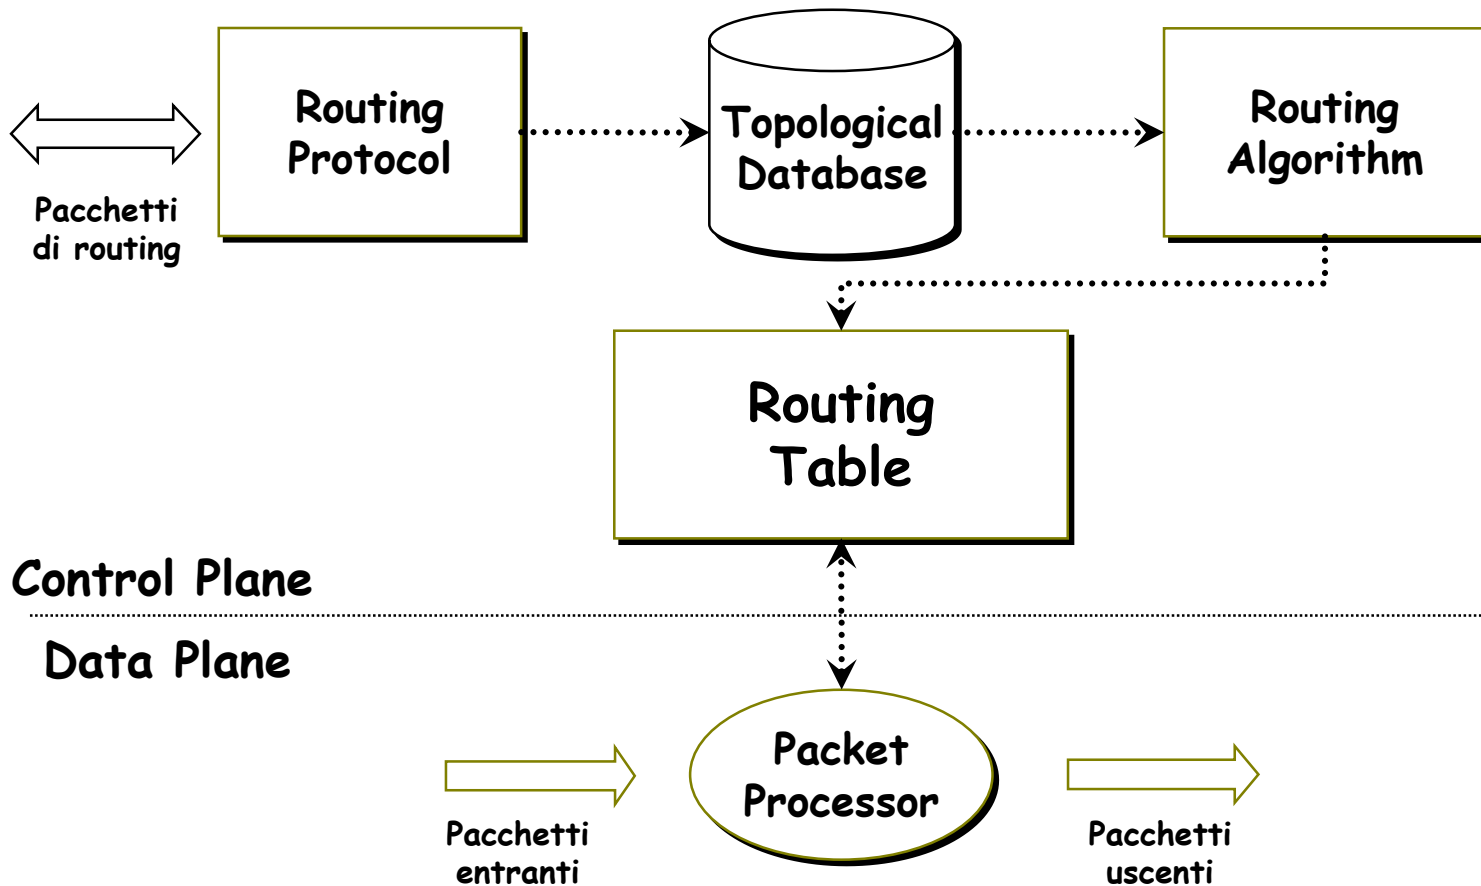 Routing
Protocol
Topological
Database
Routing
Algorithm
Pacchetti
di routing
Routing
Table
Control Plane
Data Plane
Packet
Processor
Pacchetti
entranti
Pacchetti
uscenti